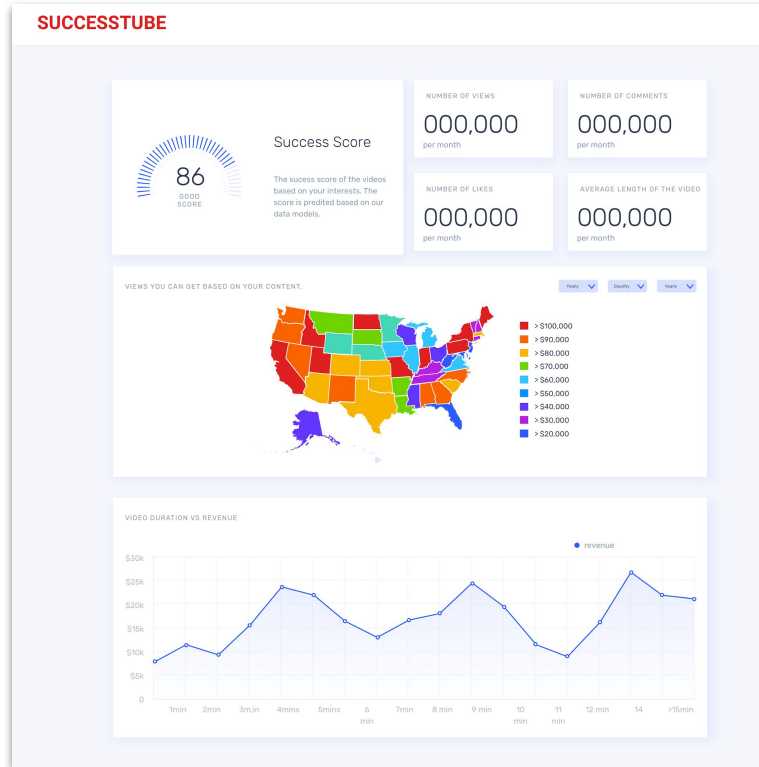 SUCCESSTUBE
86
GOOD
SCORE
Success Score
The sucess score of the videos
based on your interests. The
score is predited based on our
data models.
NUMBER OF VIEWS
000,000
per month
NUMBER OF COMMENTS
000,000
per month
NUMBER OF LIKES
000,000
per month
AVERAGE LENGTH OF THE VIDEO
000,000
per month
VIEWS YOU CAN GET BASED ON YOUR CONTENT.
Yearly
Country
Yearly
> $100,000
> $90,000
> $80,000
> $70,000
> $60,000
> $50,000
> $40,000
> $30,000
> $20,000
VIDEO DURATION VS REVENUE
revenue
$30k
$25k
$20k
$15k
$10k
$5k
0
1min 2min 3m.in 4mins 5mins 6 min 7min 8 min 9 min 10 min 11 min 12 min 14 >15min